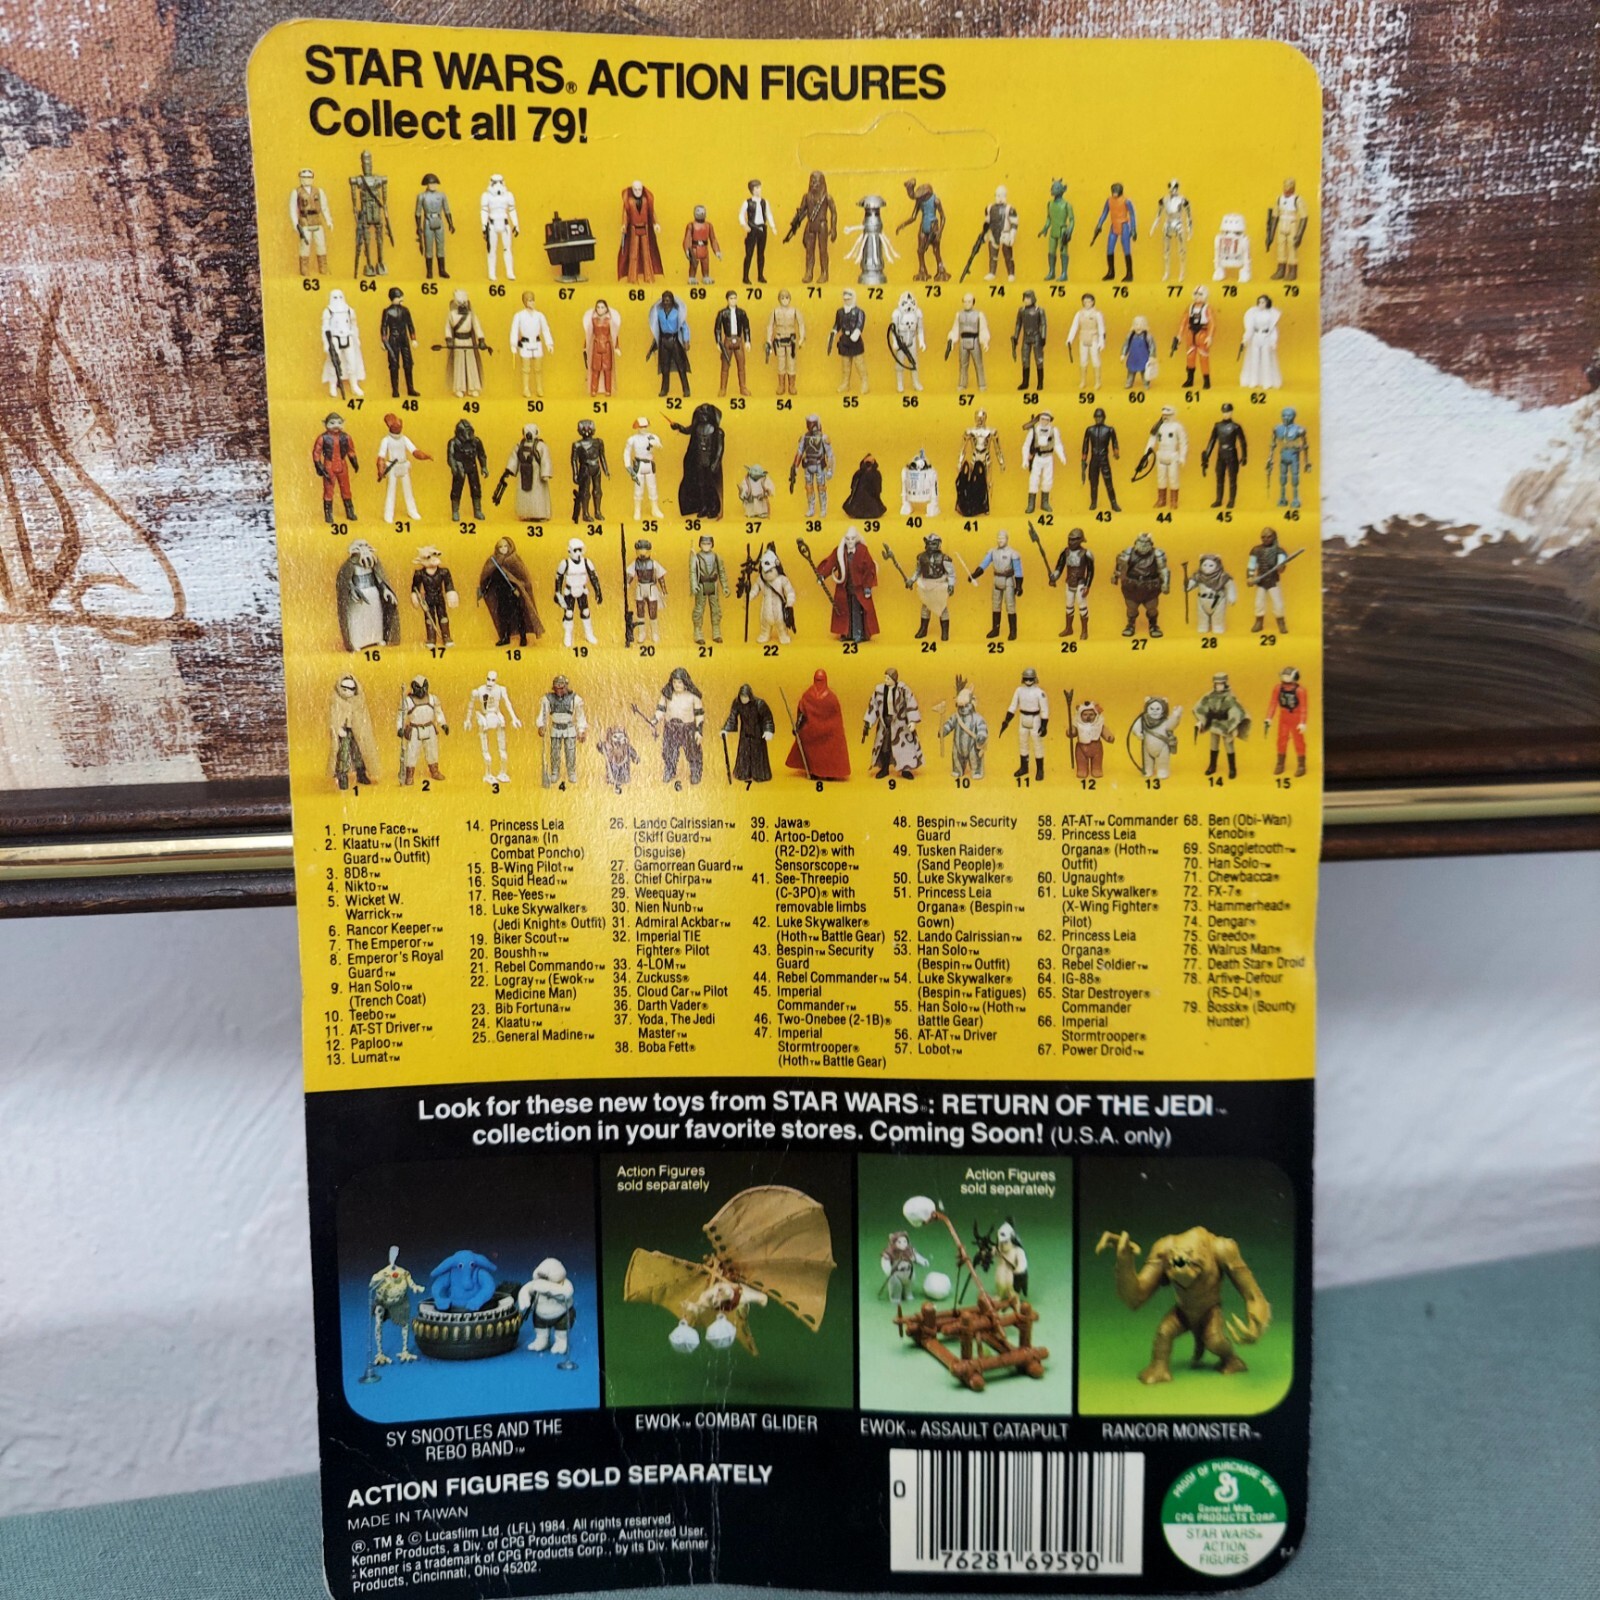 STAR WARS® ACTION FIGURES
Collect all 79!
63 64 65 66 67 68 69 70 71 72 73 74 75 76 77 78 79
47 48 49 50 51 52 53 54 55 56 57 58 59 60 61 62
30 31 32 33 34 35 36 37 38 39 40 41 42 43 44 45 46
16 17 18 19 20 21 22 23 24 25 26 27 28 29
1 2 3 4 5 6 7 8 9 10 11 12 13 14 15
1. Prune Face™
2. Klaatu™ (In Skiff
Guard™ Outfit)
3. 8D8™
4. Nikto™
5. Wicket W.
Warrick™
6. Rancor Keeper™
7. The Emperor™
8. Emperor's Royal
Guard™
9. Han Solo™
(Trench Coat)
10. Teebo™
11. AT-ST Driver™
12. Paploo™
13. Lumat™
14. Princess Leia
Organa® (In
Combat Poncho)
15. B-Wing Pilot™
16. Squid Head™
17. Ree-Yees™
18. Luke Skywalker®
(Jedi Knight® Outfit)
19. Biker Scout™
20. Boushh™
21. Rebel Commando™
22. Logray™ (Ewok™
Medicine Man)
23. Bib Fortuna™
24. Klaatu™
25. General Madine™
26. Lando Calrissian™
(Skiff Guard™
Disguise)
27. Gamorrean Guard™
28. Chief Chirpa™
29. Weequay™
30. Nien Nunb™
31. Admiral Ackbar™
32. Imperial TIE
Fighter® Pilot
33. 4-LOM™
34. Zuckuss®
35. Cloud Car™ Pilot
36. Darth Vader®
37. Yoda, The Jedi
Master™
38. Boba Fett®
39. Jawa®
40. Artoo-Detoo
(R2-D2)® with
Sensorscope™
41. See-Threepio
(C-3PO)® with
removable limbs
42. Luke Skywalker®
(Hoth™ Battle Gear)
43. Bespin™ Security
Guard
44. Rebel Commander™
45. Imperial
Commander™
46. Two-Onebee (2-1B)®
47. Imperial
Stormtrooper®
(Hoth™ Battle Gear)
48. Bespin™ Security
Guard
49. Tusken Raider®
(Sand People)®
50. Luke Skywalker®
51. Princess Leia
Organa® (Bespin™
Gown)
52. Lando Calrissian™
53. Han Solo™
(Bespin™ Outfit)
54. Luke Skywalker®
(Bespin™ Fatigues)
55. Han Solo™ (Hoth™
Battle Gear)
56. AT-AT™ Driver
57. Lobot™
58. AT-AT™ Commander
59. Princess Leia
Organa® (Hoth™
Outfit)
60. Ugnaught®
61. Luke Skywalker®
(X-Wing Fighter®
Pilot)
62. Princess Leia
Organa®
63. Rebel Soldier™
64. IG-88®
65. Star Destroyer®
Commander
66. Imperial
Stormtrooper®
67. Power Droid™
68. Ben (Obi-Wan)
Kenobi®
69. Snaggletooth™
70. Han Solo™
71. Chewbacca®
72. FX-7®
73. Hammerhead®
74. Dengar®
75. Greedo®
76. Walrus Man®
77. Death Star® Droid
78. Arfive-Defour
(R5-D4)®
79. Bossk® (Bounty
Hunter)
Look for these new toys from STAR WARS®: RETURN OF THE JEDI™
collection in your favorite stores. Coming Soon! (U.S.A. only)
Action Figures
sold separately
Action Figures
sold separately
SY SNOOTLES AND THE
REBO BAND™
EWOK™ COMBAT GLIDER
EWOK™ ASSAULT CATAPULT
RANCOR MONSTER™
ACTION FIGURES SOLD SEPARATELY
MADE IN TAIWAN
®, TM & © Lucasfilm Ltd. (LFL) 1984. All rights reserved.
Kenner Products, a Div. of CPG Products Corp., Authorized User.
Kenner is a trademark of CPG Products Corp., by its Div. Kenner
Products, Cincinnati, Ohio 45202.
0 76281 69590
PROOF OF PURCHASE SEAL
G
General Mills
CPG PRODUCTS CORP.
STAR WARS®
ACTION
FIGURES